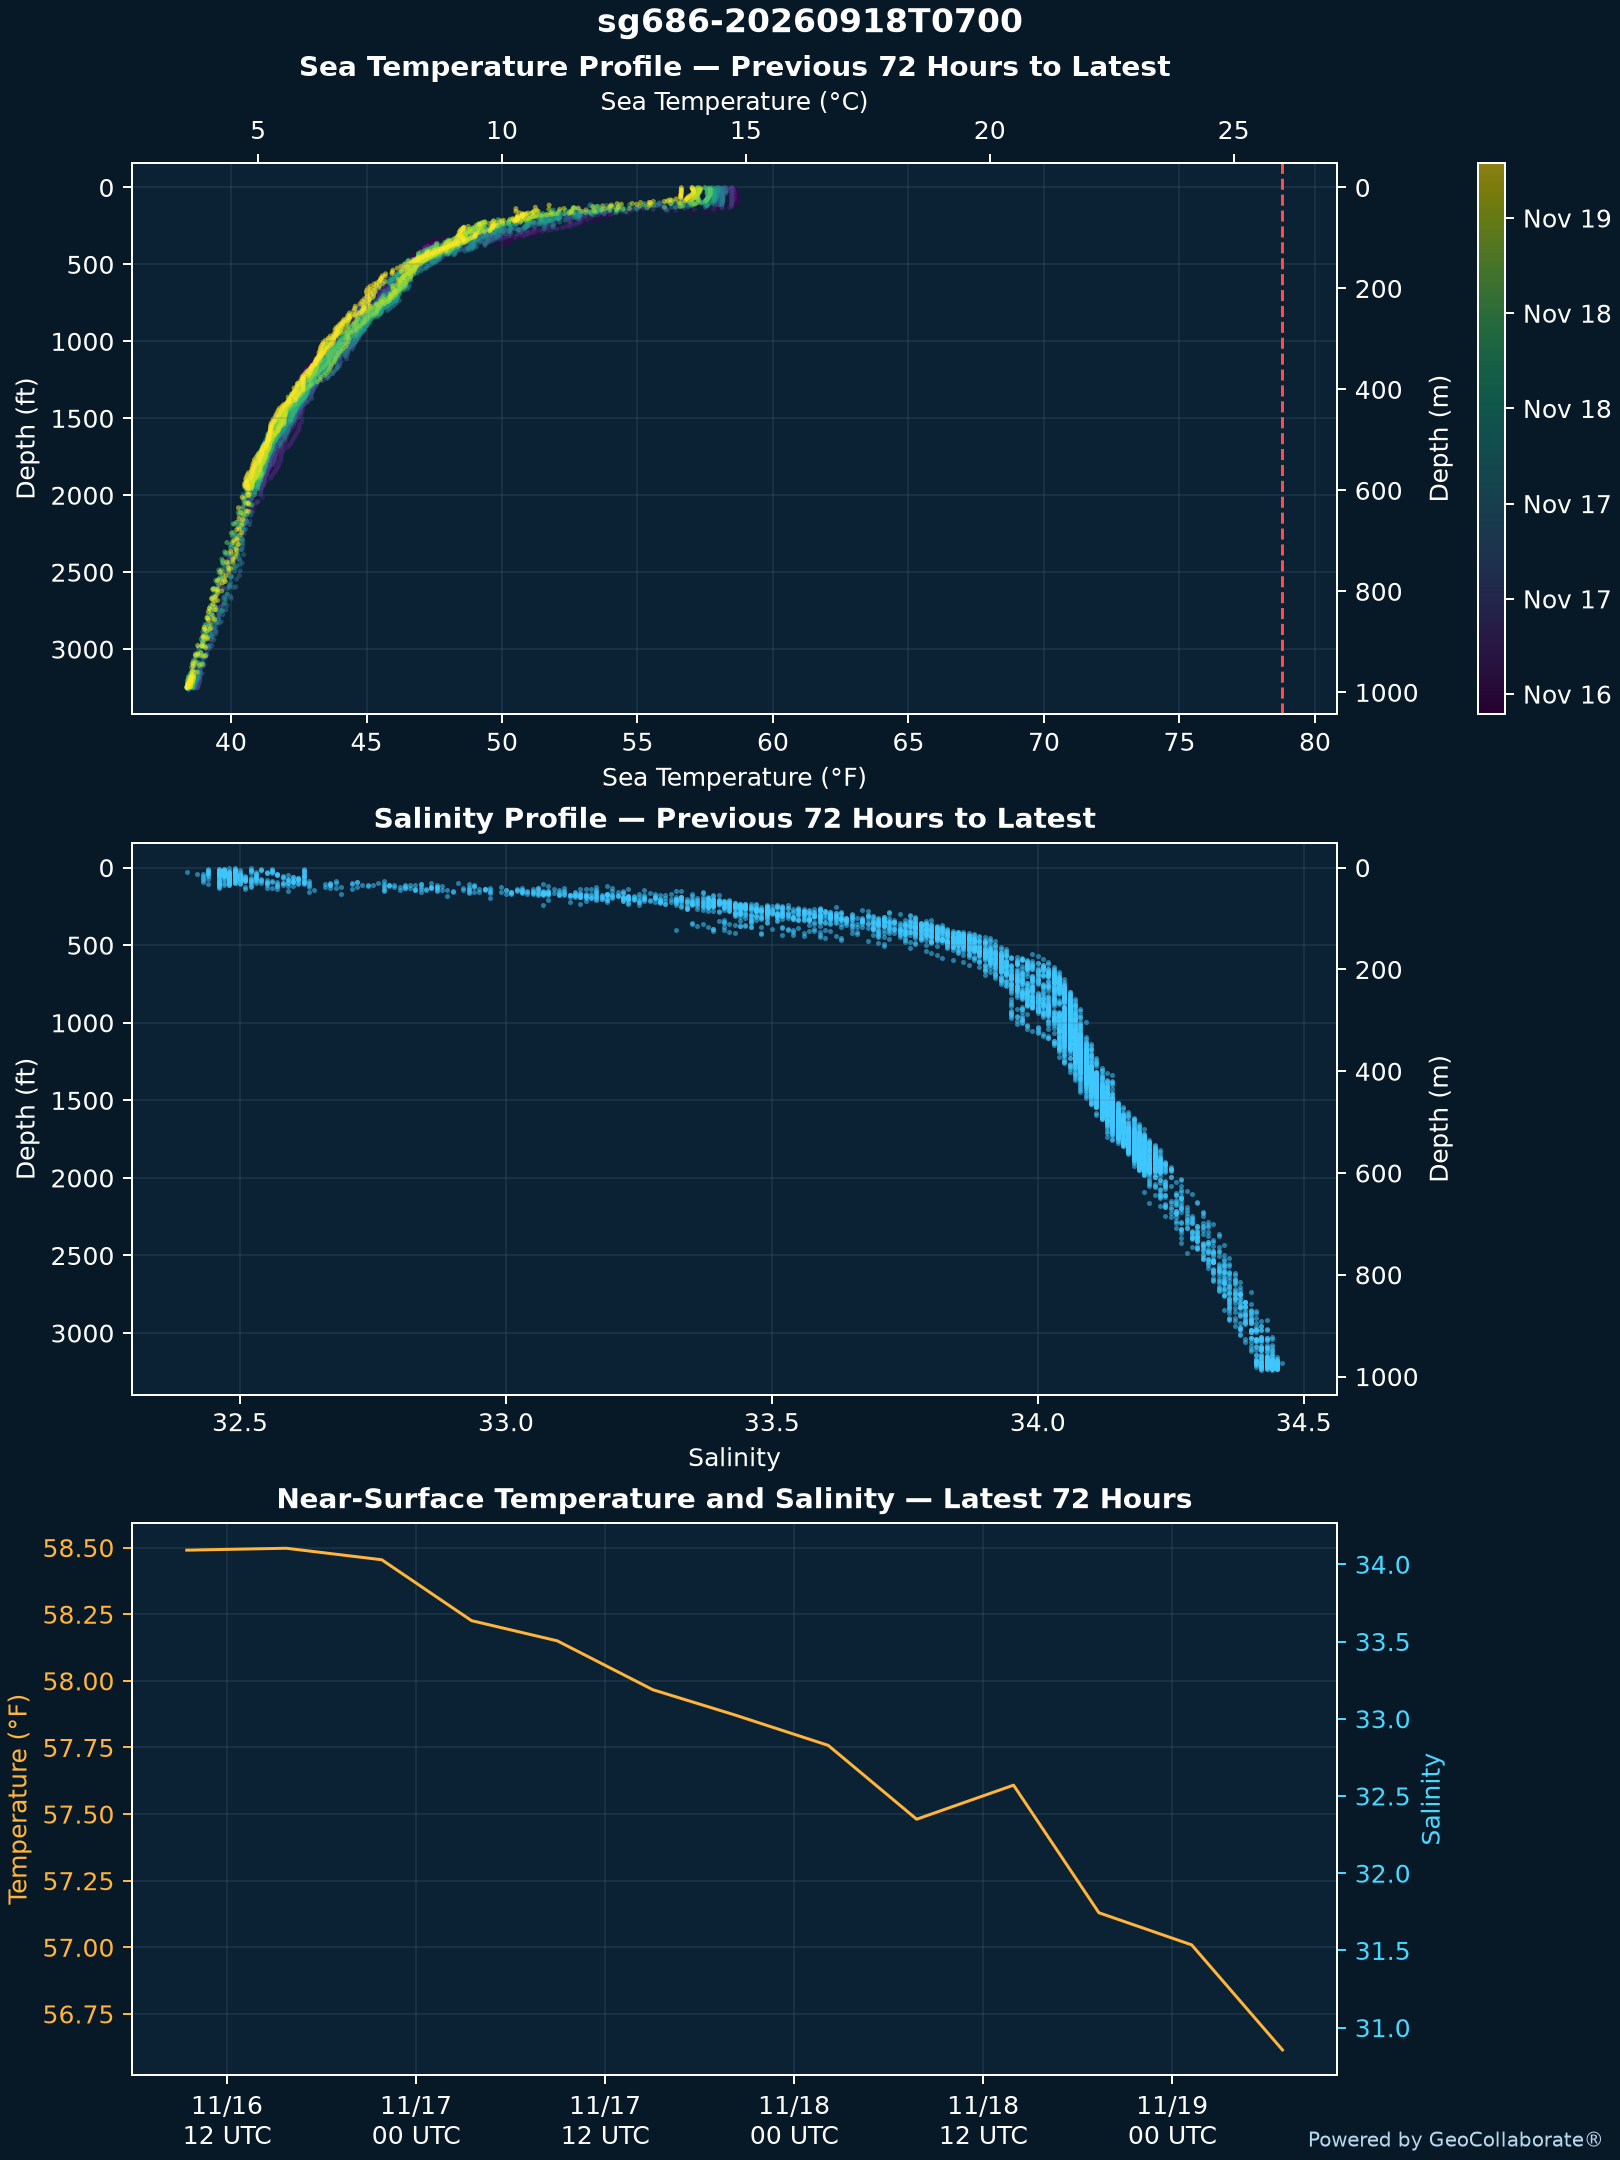 sg686-20260918T0700
Sea Temperature Profile — Previous 72 Hours to Latest
Sea Temperature (°C)
5 10 15 20 25
0
500
1000
1500
2000
2500
3000
Depth (ft)
0
200
400
600
800
1000
Depth (m)
Nov 19
Nov 18
Nov 18
Nov 17
Nov 17
Nov 16
40 45 50 55 60 65 70 75 80
Sea Temperature (°F)
Salinity Profile — Previous 72 Hours to Latest
0
500
1000
1500
2000
2500
3000
Depth (ft)
0
200
400
600
800
1000
Depth (m)
32.5 33.0 33.5 34.0 34.5
Salinity
Near-Surface Temperature and Salinity — Latest 72 Hours
58.50
58.25
58.00
57.75
57.50
57.25
57.00
56.75
Temperature (°F)
34.0
33.5
33.0
32.5
32.0
31.5
31.0
Salinity
11/16 11/17 11/17 11/18 11/18 11/19
12 UTC 00 UTC 12 UTC 00 UTC 12 UTC 00 UTC
Powered by GeoCollaborate®